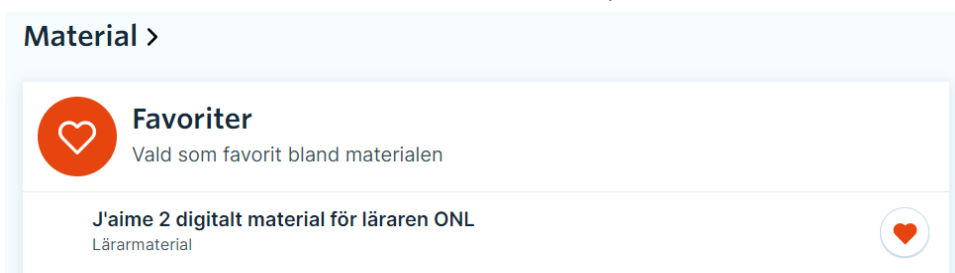 Material >
Favoriter
Vald som favorit bland materialen
J'aime 2 digitalt material för läraren ONL
Lärarmaterial